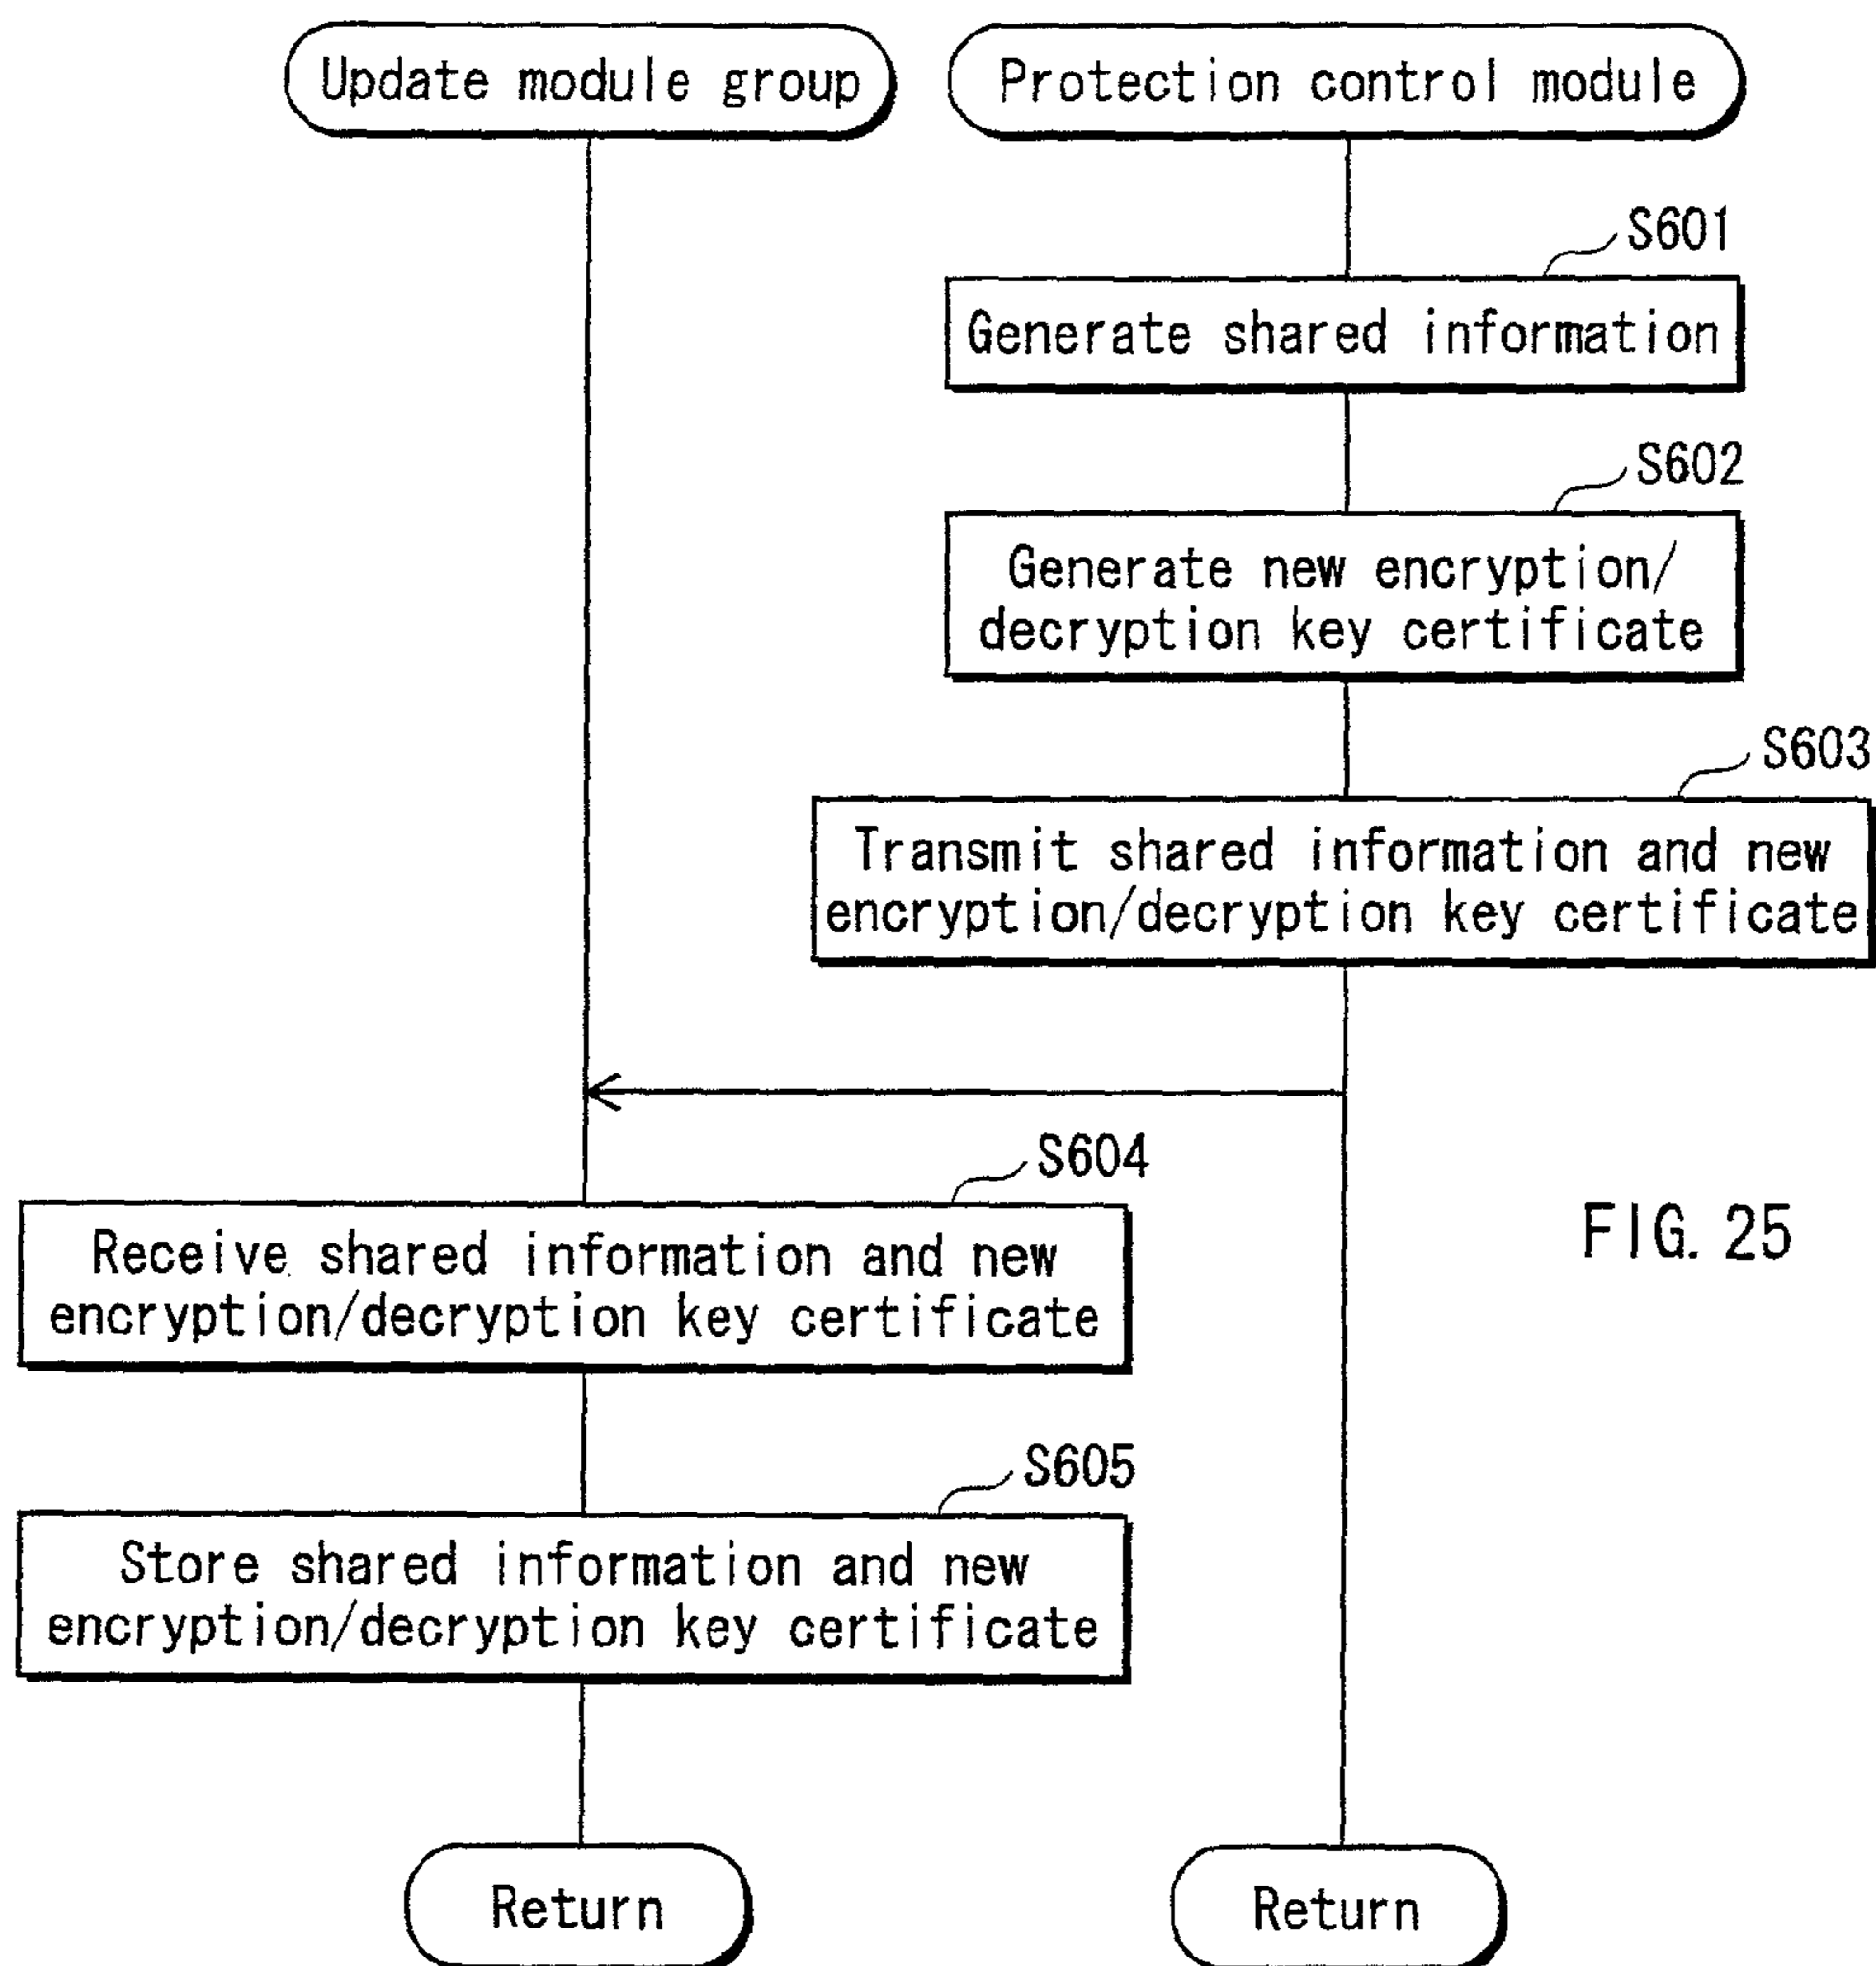 Update module group
Protection control module
S601
Generate shared information
S602
Generate new encryption/
decryption key certificate
S603
Transmit shared information and new
encryption/decryption key certificate
S604
Receive shared information and new
encryption/decryption key certificate
FIG. 25
S605
Store shared information and new
encryption/decryption key certificate
Return
Return